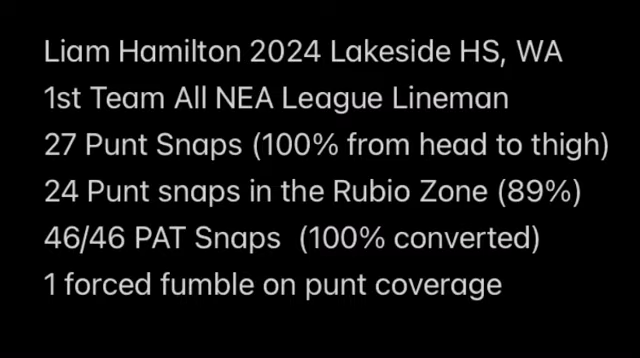 Liam Hamilton 2024 Lakeside HS, WA
1st Team All NEA League Lineman
27 Punt Snaps (100% from head to thigh)
24 Punt snaps in the Rubio Zone (89%)
46/46 PAT Snaps  (100% converted)
1 forced fumble on punt coverage